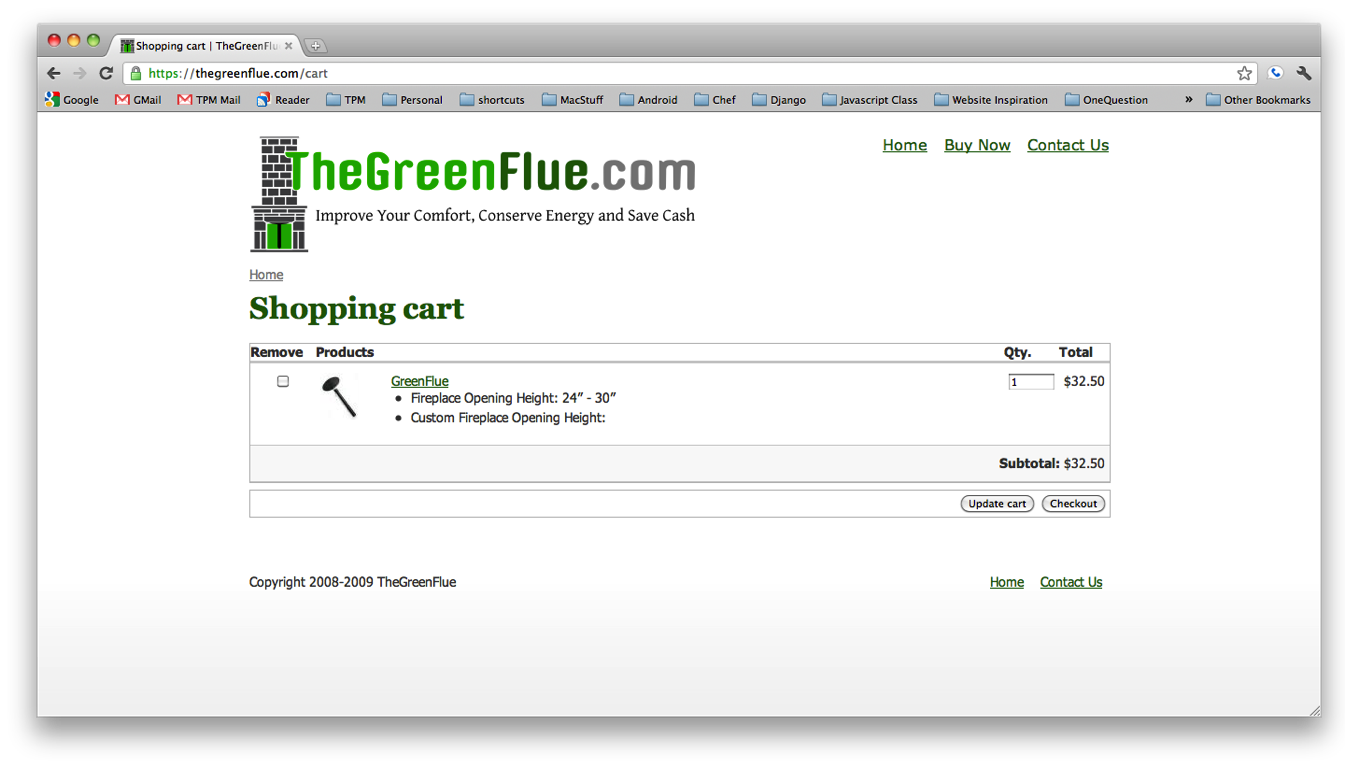 Shopping cart | TheGreenFlu
https://thegreenflue.com/cart
Google GMail TPM Mail Reader TPM Personal shortcuts MacStuff Android Chef Django Javascript Class Website Inspiration OneQuestion » Other Bookmarks
Home Buy Now Contact Us
TheGreenFlue.com
Improve Your Comfort, Conserve Energy and Save Cash
Home
Shopping cart
Remove Products Qty. Total
GreenFlue 1 $32.50
• Fireplace Opening Height: 24” - 30”
• Custom Fireplace Opening Height:
Subtotal: $32.50
Update cart Checkout
Copyright 2008-2009 TheGreenFlue Home Contact Us